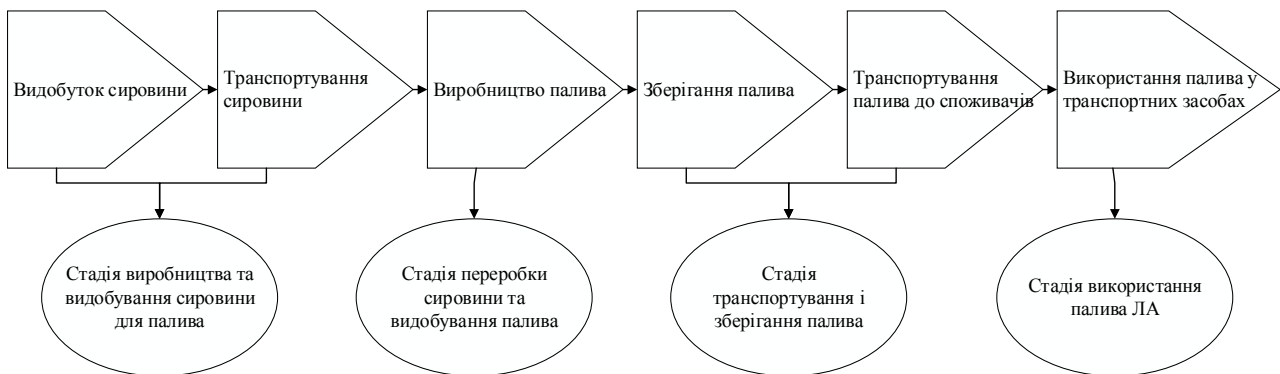 Видобуток сировини
Транспортування
сировини
Виробництво палива
Зберігання палива
Транспортування
палива до споживачів
Використання палива у
транспортних засобах
Стадія виробництва та
видобування сировини
для палива
Стадія переробки
сировини та
видобування палива
Стадія
транспортування і
зберігання палива
Стадія використання
палива ЛА